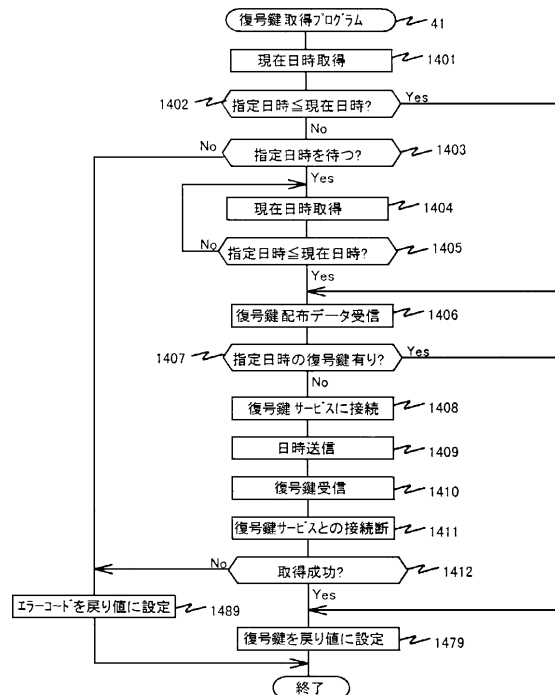 復号鍵取得プログラム 41
現在日時取得 1401
1402 指定日時≦現在日時? Yes
No
No 指定日時を待つ? 1403
Yes
現在日時取得 1404
No 指定日時≦現在日時? 1405
Yes
復号鍵配布データ受信 1406
1407 指定日時の復号鍵有り? Yes
No
復号鍵サービスに接続 1408
日時送信 1409
復号鍵受信 1410
復号鍵サービスとの接続断 1411
No 取得成功? 1412
Yes
エラーコードを戻り値に設定 1489
復号鍵を戻り値に設定 1479
終了